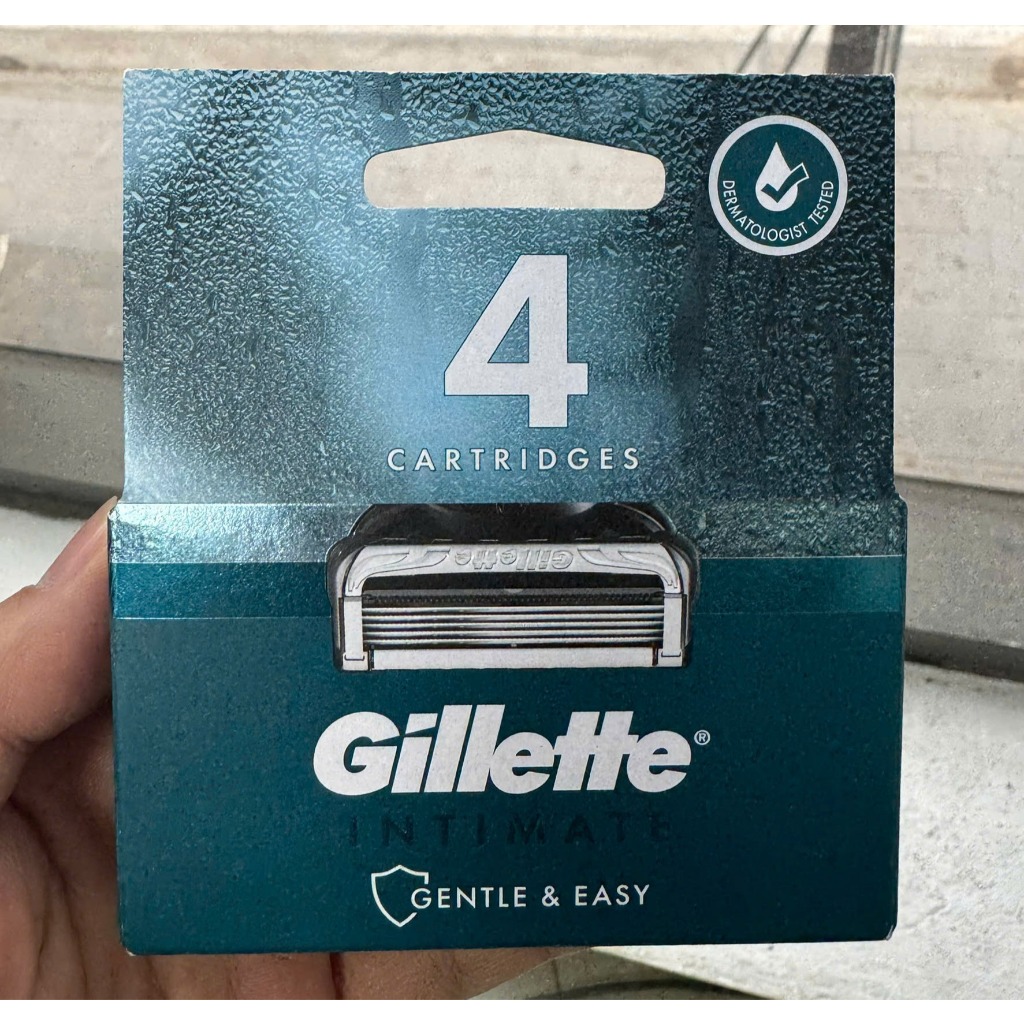 DERMATOLOGIST TESTED
4
CARTRIDGES
Gillette
Gillette®
INTIMATE
GENTLE & EASY